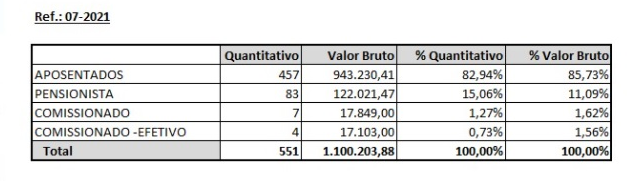 Ref.: 07-2021
Quantitativo Valor Bruto % Quantitativo % Valor Bruto
APOSENTADOS 457 943.230,41 82,94% 85,73%
PENSIONISTA 83 122.021,47 15,06% 11,09%
COMISSIONADO 7 17.849,00 1,27% 1,62%
COMISSIONADO -EFETIVO 4 17.103,00 0,73% 1,56%
Total 551 1.100.203,88 100,00% 100,00%